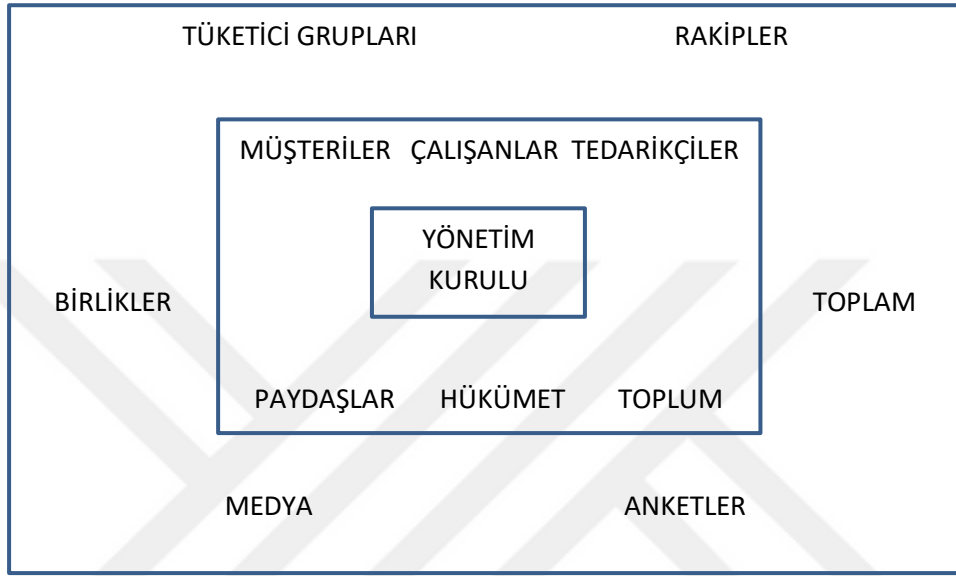 TÜKETİCİ GRUPLARI RAKİPLER
MÜŞTERİLER ÇALIŞANLAR TEDARİKÇİLER
YÖNETİM
KURULU
BİRLİKLER TOPLAM
PAYDAŞLAR HÜKÜMET TOPLUM
MEDYA ANKETLER